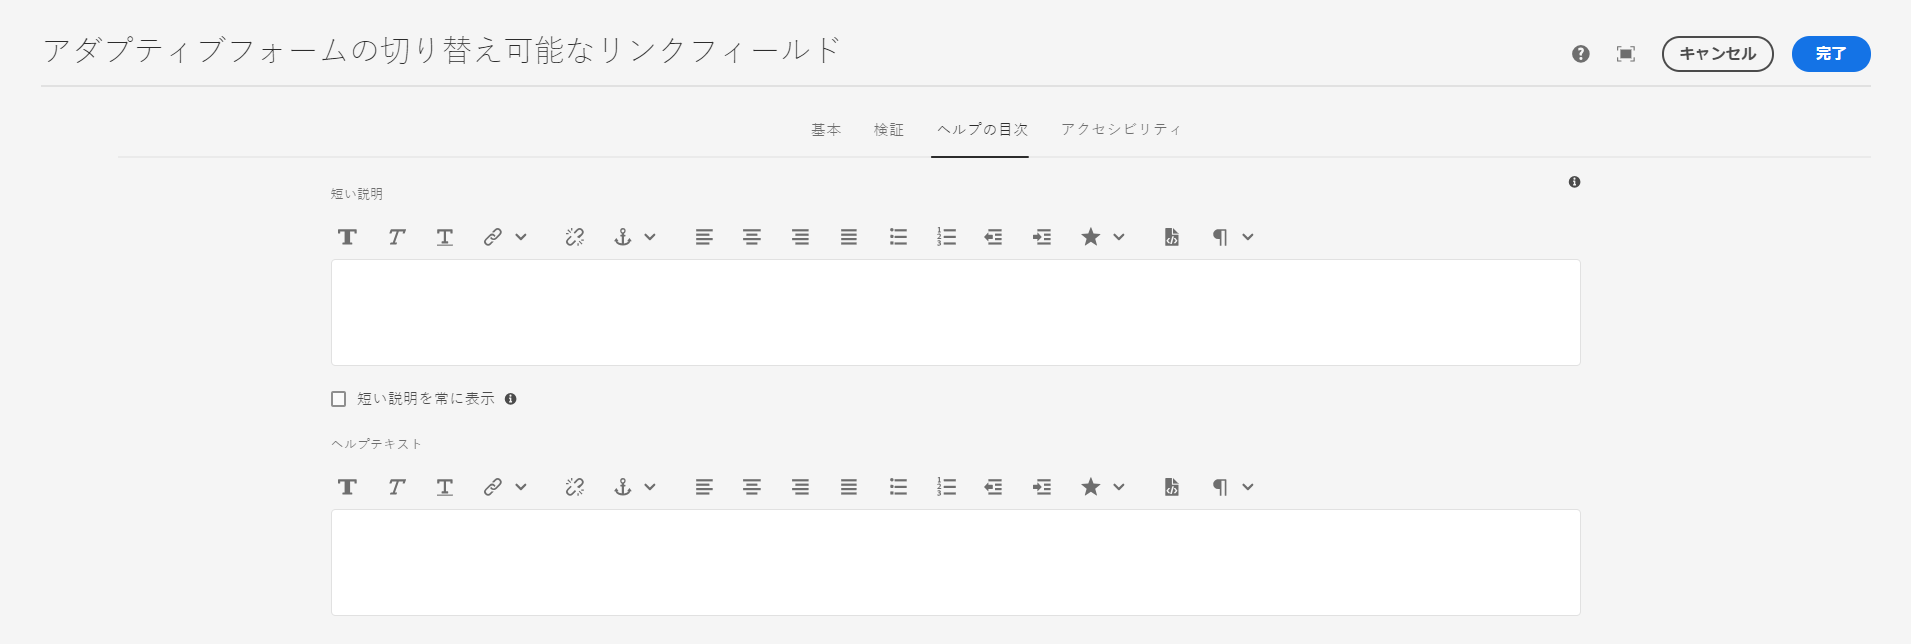 アダプティブフォームの切り替え可能なリンクフィールド
キャンセル
完了
基本 検証 ヘルプの目次 アクセシビリティ
短い説明
短い説明を常に表示
ヘルプテキスト